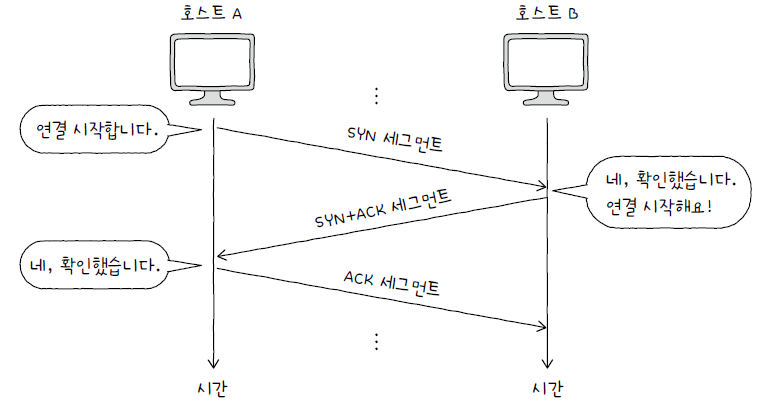 호스트 A
호스트 B
연결 시작합니다.
SYN 세그먼트
네, 확인했습니다.
연결 시작해요!
SYN+ACK 세그먼트
네, 확인했습니다.
ACK 세그먼트
시간
시간